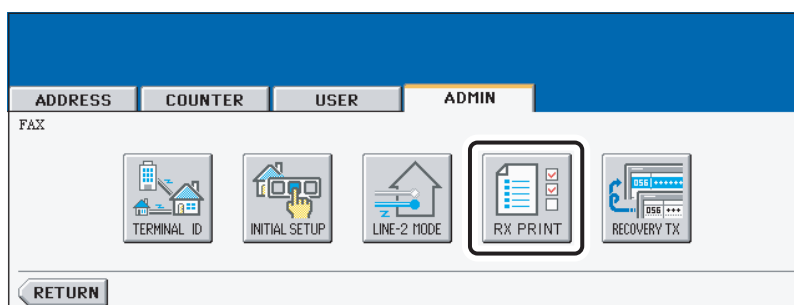 ADDRESS COUNTER USER ADMIN
FAX
TERMINAL ID INITIAL SETUP LINE-2 MODE RX PRINT RECOVERY TX
RETURN